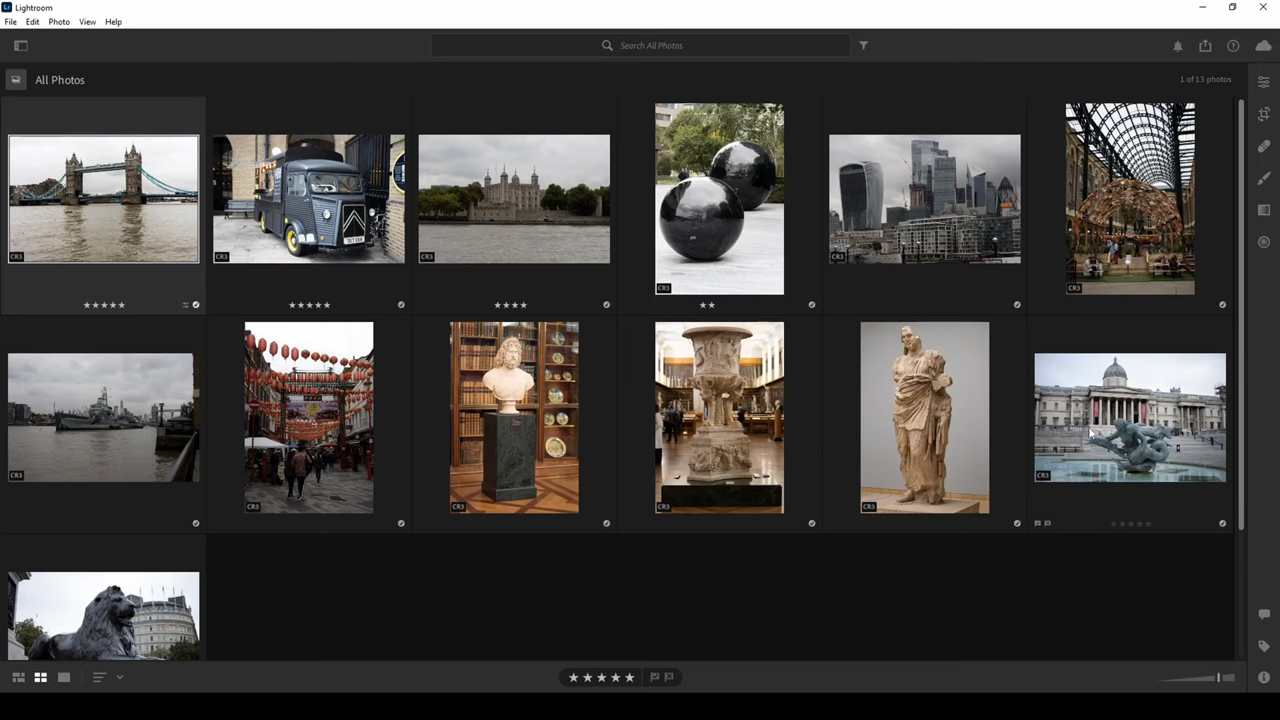 Lr Lightroom
File Edit Photo View Help
Search All Photos
All Photos
1 of 13 photos
CR3 CR3 CR3 CR3 CR3 CR3
CR3 CR3 CR3 CR3 CR3 CR3